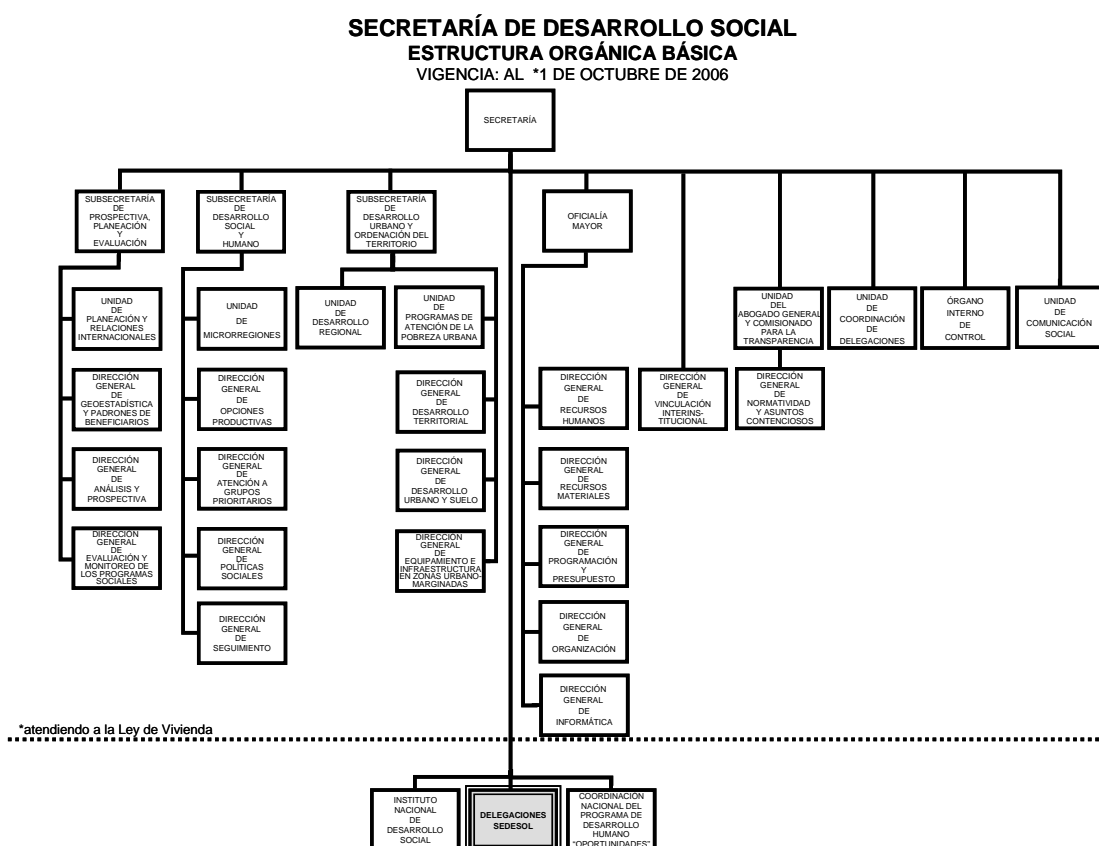 SECRETARÍA DE DESARROLLO SOCIAL
ESTRUCTURA ORGÁNICA BÁSICA
VIGENCIA: AL *1 DE OCTUBRE DE 2006
SECRETARÍA
SUBSECRETARÍA
DE
PROSPECTIVA,
PLANEACIÓN
Y
EVALUACIÓN
SUBSECRETARÍA
DE
DESARROLLO
SOCIAL
Y
HUMANO
SUBSECRETARÍA
DE
DESARROLLO
URBANO Y
ORDENACIÓN DEL
TERRITORIO
OFICIALÍA
MAYOR
UNIDAD
DE
PLANEACIÓN Y
RELACIONES
INTERNACIONALES
UNIDAD
DE
MICRORREGIONES
UNIDAD
DE
DESARROLLO
REGIONAL
UNIDAD
DE
PROGRAMAS DE
ATENCIÓN DE LA
POBREZA URBANA
UNIDAD
DEL
ABOGADO GENERAL
Y COMISIONADO
PARA LA
TRANSPARENCIA
UNIDAD
DE
COORDINACIÓN
DE
DELEGACIONES
ÓRGANO
INTERNO
DE
CONTROL
UNIDAD
DE
COMUNICACIÓN
SOCIAL
DIRECCIÓN
GENERAL
DE
GEOESTADÍSTICA
Y PADRONES DE
BENEFICIARIOS
DIRECCIÓN
GENERAL
DE
OPCIONES
PRODUCTIVAS
DIRECCIÓN
GENERAL
DE
DESARROLLO
TERRITORIAL
DIRECCIÓN
GENERAL
DE
RECURSOS
HUMANOS
DIRECCIÓN
GENERAL
DE
VINCULACIÓN
INTERINS-
TITUCIONAL
DIRECCIÓN
GENERAL
DE
NORMATIVIDAD
Y ASUNTOS
CONTENCIOSOS
DIRECCIÓN
GENERAL
DE
ANÁLISIS Y
PROSPECTIVA
DIRECCIÓN
GENERAL
DE
ATENCIÓN A
GRUPOS
PRIORITARIOS
DIRECCIÓN
GENERAL
DE
DESARROLLO
URBANO Y SUELO
DIRECCIÓN
GENERAL
DE
RECURSOS
MATERIALES
DIRECCIÓN
GENERAL
DE
EVALUACIÓN Y
MONITOREO DE
LOS PROGRAMAS
SOCIALES
DIRECCIÓN
GENERAL
DE
POLÍTICAS
SOCIALES
DIRECCIÓN
GENERAL
DE
EQUIPAMIENTO E
INFRAESTRUCTURA
EN ZONAS URBANO-
MARGINADAS
DIRECCIÓN
GENERAL
DE
PROGRAMACIÓN
Y
PRESUPUESTO
DIRECCIÓN
GENERAL
DE
SEGUIMIENTO
DIRECCIÓN
GENERAL
DE
ORGANIZACIÓN
DIRECCIÓN
GENERAL
DE
INFORMÁTICA
*atendiendo a la Ley de Vivienda
INSTITUTO
NACIONAL
DE
DESARROLLO
SOCIAL
DELEGACIONES
SEDESOL
COORDINACIÓN
NACIONAL DEL
PROGRAMA DE
DESARROLLO
HUMANO
"OPORTUNIDADES"